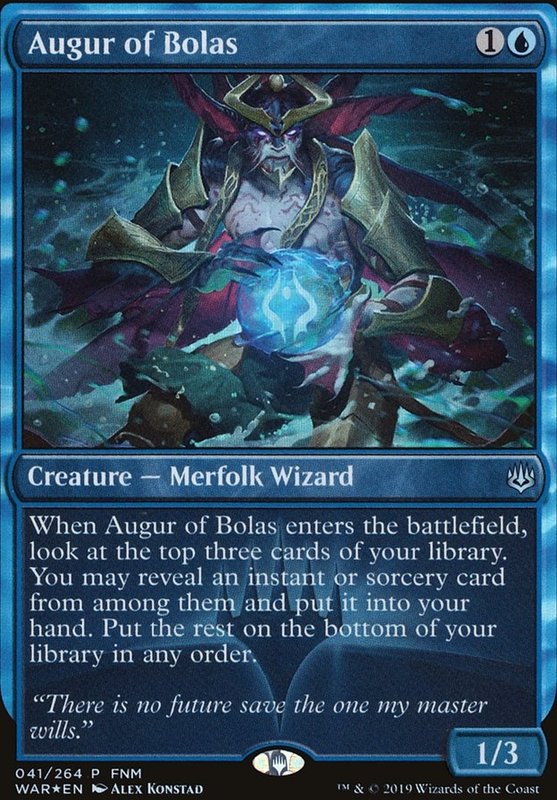 Augur of Bolas
1
Creature — Merfolk Wizard
When Augur of Bolas enters the battlefield,
look at the top three cards of your library.
You may reveal an instant or sorcery card
from among them and put it into your
hand. Put the rest on the bottom of your
library in any order.
“There is no future save the one my master
wills.”
1/3
041/264 P FNM
WAR★EN Alex Konstad
™ & © 2019 Wizards of the Coast